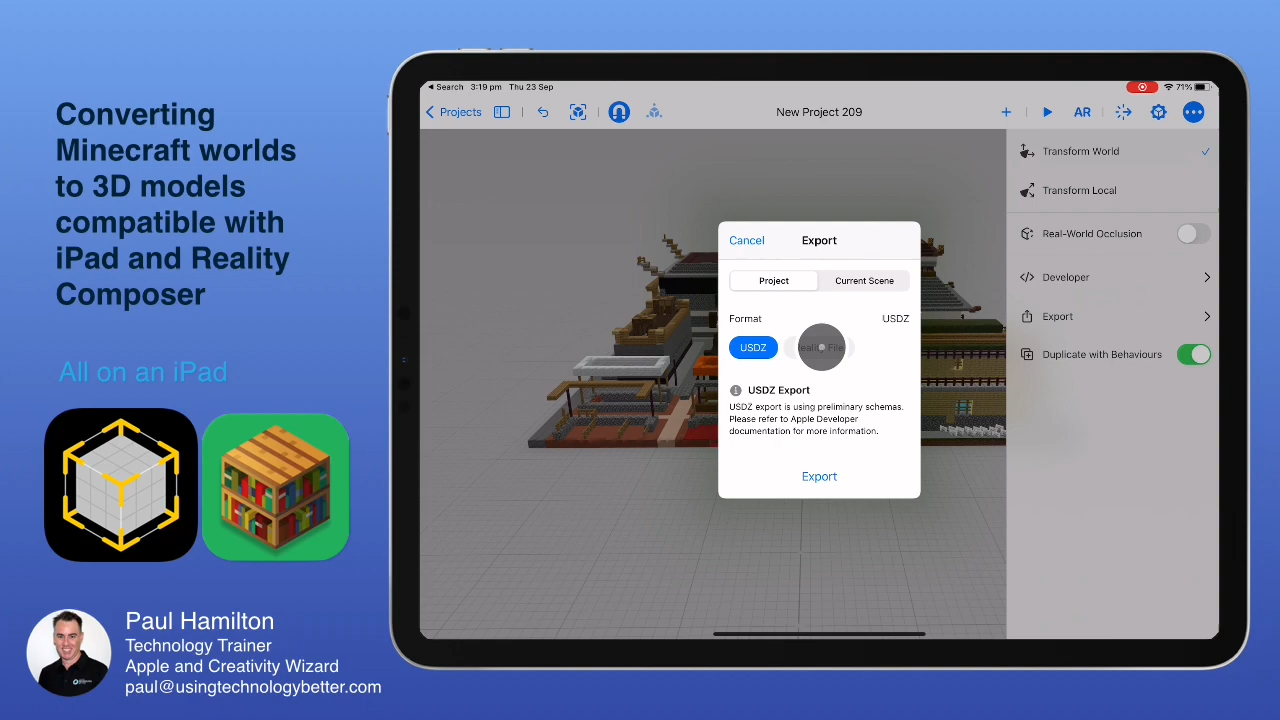 Converting
Minecraft worlds
to 3D models
compatible with
iPad and Reality
Composer
All on an iPad
Paul Hamilton
Technology Trainer
Apple and Creativity Wizard
paul@usingtechnologybetter.com
Search 3:19 pm Thu 23 Sep 71%
Projects New Project 209 AR
Transform World
Transform Local
Real-World Occlusion
Developer
Export
Duplicate with Behaviours
Cancel Export
Project Current Scene
Format USDZ
USDZ Reality File
USDZ Export
USDZ export is using preliminary schemas.
Please refer to Apple Developer
documentation for more information.
Export